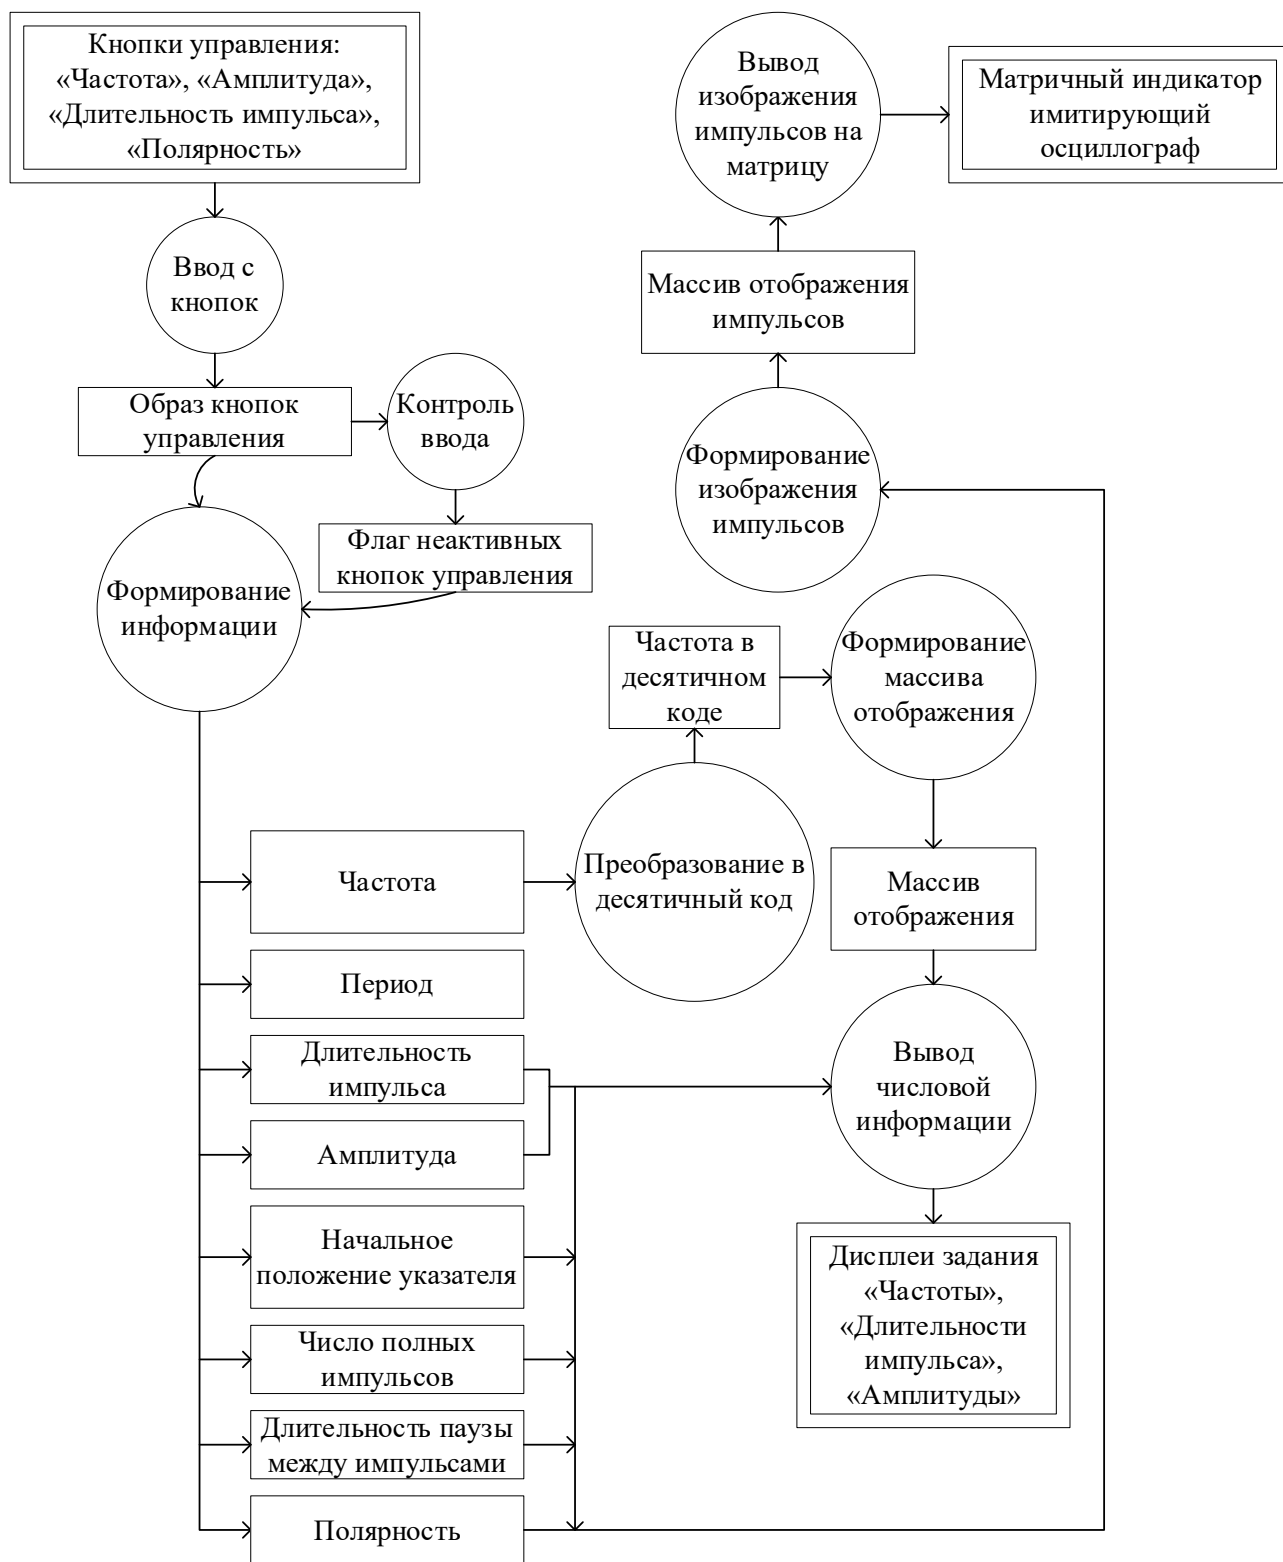 Кнопки управления:
«Частота», «Амплитуда»,
«Длительность импульса»,
«Полярность»
Ввод с
кнопок
Образ кнопок
управления
Контроль
ввода
Флаг неактивных
кнопок управления
Формирование
информации
Вывод
изображения
импульсов на
матрицу
Матричный индикатор
имитирующий
осциллограф
Массив отображения
импульсов
Формирование
изображения
импульсов
Частота в
десятичном
коде
Формирование
массива
отображения
Частота
Преобразование в
десятичный код
Массив
отображения
Период
Длительность
импульса
Амплитуда
Вывод
числовой
информации
Начальное
положение указателя
Число полных
импульсов
Длительность паузы
между импульсами
Полярность
Дисплеи задания
«Частоты»,
«Длительности
импульса»,
«Амплитуды»